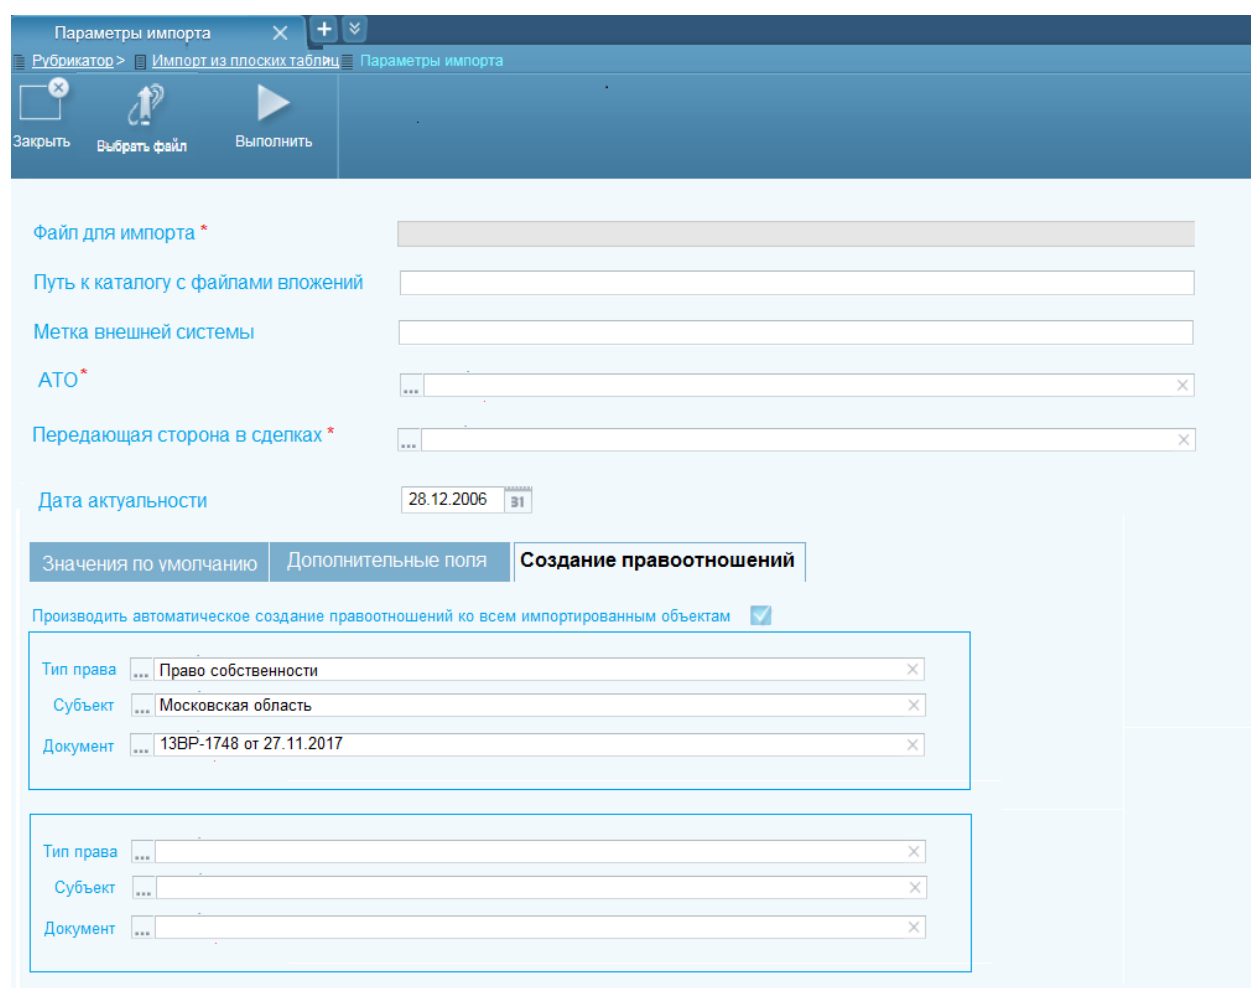 Параметры импорта
Рубрикатор > Импорт из плоских таблиц Параметры импорта
Закрыть Выбрать файл Выполнить
Файл для импорта *
Путь к каталогу с файлами вложений
Метка внешней системы
АТО *
...
Передающая сторона в сделках *
...
Дата актуальности 28.12.2006 31
Значения по умолчанию Дополнительные поля Создание правоотношений
Производить автоматическое создание правоотношений ко всем импортированным объектам
Тип права ... Право собственности
Субъект ... Московская область
Документ ... 13ВР-1748 от 27.11.2017
Тип права ...
Субъект ...
Документ ...